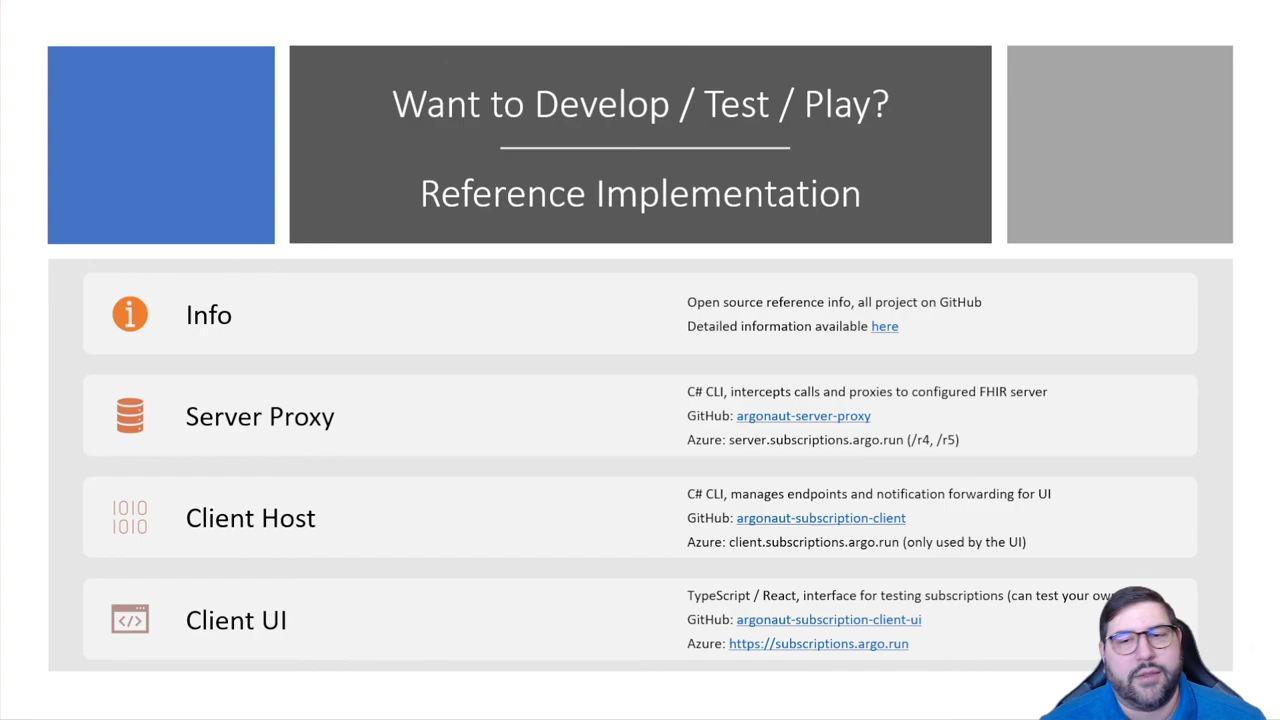 Want to Develop / Test / Play?
Reference Implementation
Info
Open source reference info, all project on GitHub
Detailed information available here
Server Proxy
C# CLI, intercepts calls and proxies to configured FHIR server
GitHub: argonaut-server-proxy
Azure: server.subscriptions.argo.run (/r4, /r5)
1010
1010
Client Host
C# CLI, manages endpoints and notification forwarding for UI
GitHub: argonaut-subscription-client
Azure: client.subscriptions.argo.run (only used by the UI)
</>
Client UI
TypeScript / React, interface for testing subscriptions (can test your
GitHub: argonaut-subscription-client-ui
Azure: https://subscriptions.argo.run